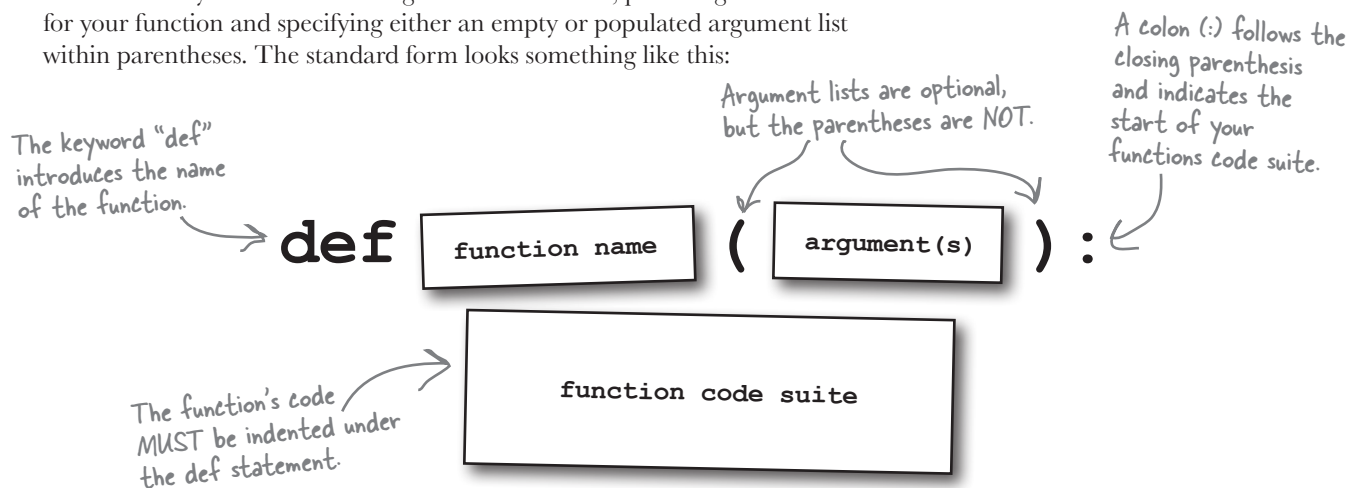 for your function and specifying either an empty or populated argument list
within parentheses. The standard form looks something like this:
A colon (:) follows the
closing parenthesis
and indicates the
start of your
functions code suite.
Argument lists are optional,
but the parentheses are NOT.
The keyword “def”
introduces the name
of the function.
def function name ( argument(s) ):
function code suite
The function’s code
MUST be indented under
the def statement.